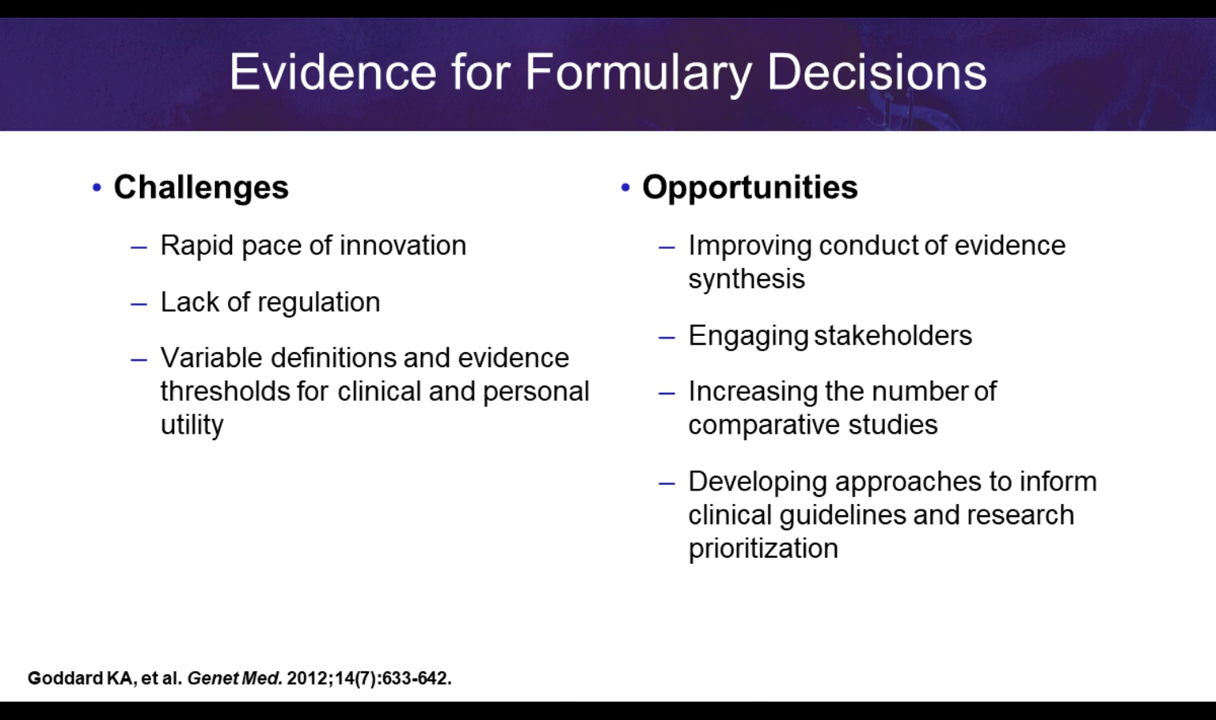 Evidence for Formulary Decisions
• Challenges
– Rapid pace of innovation
– Lack of regulation
– Variable definitions and evidence
thresholds for clinical and personal
utility
• Opportunities
– Improving conduct of evidence
synthesis
– Engaging stakeholders
– Increasing the number of
comparative studies
– Developing approaches to inform
clinical guidelines and research
prioritization
Goddard KA, et al. Genet Med. 2012;14(7):633-642.